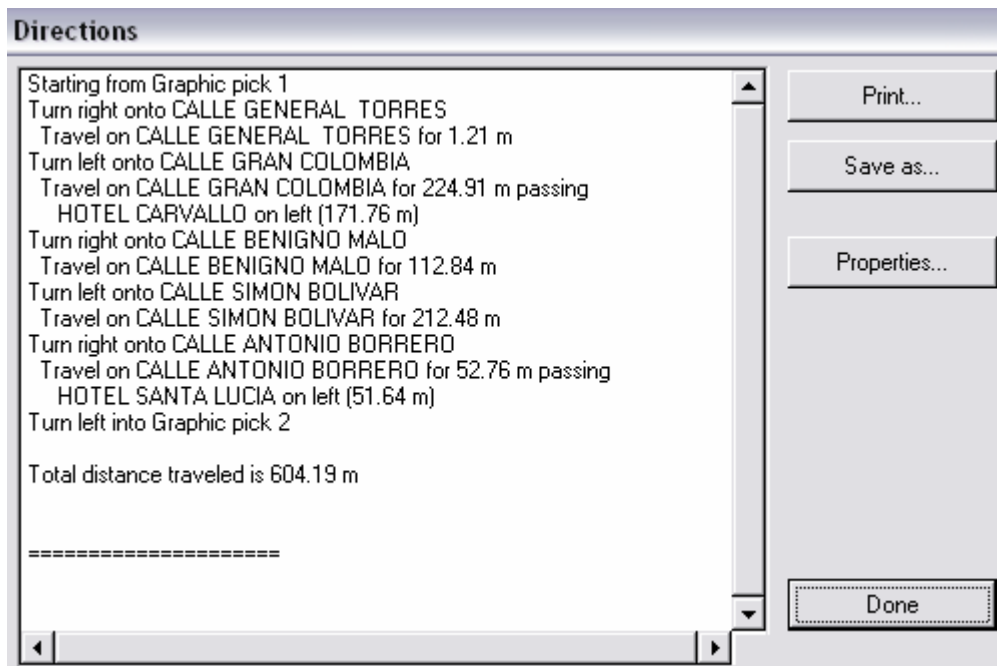 Directions
Starting from Graphic pick 1
Turn right onto CALLE GENERAL  TORRES
Travel on CALLE GENERAL  TORRES for 1.21 m
Turn left onto CALLE GRAN COLOMBIA
Travel on CALLE GRAN COLOMBIA for 224.91 m passing
HOTEL CARVALLO on left (171.76 m)
Turn right onto CALLE BENIGNO MALO
Travel on CALLE BENIGNO MALO for 112.84 m
Turn left onto CALLE SIMON BOLIVAR
Travel on CALLE SIMON BOLIVAR for 212.48 m
Turn right onto CALLE ANTONIO BORRERO
Travel on CALLE ANTONIO BORRERO for 52.76 m passing
HOTEL SANTA LUCIA on left (51.64 m)
Turn left into Graphic pick 2
Total distance traveled is 604.19 m
=====================
Print...
Save as...
Properties...
Done